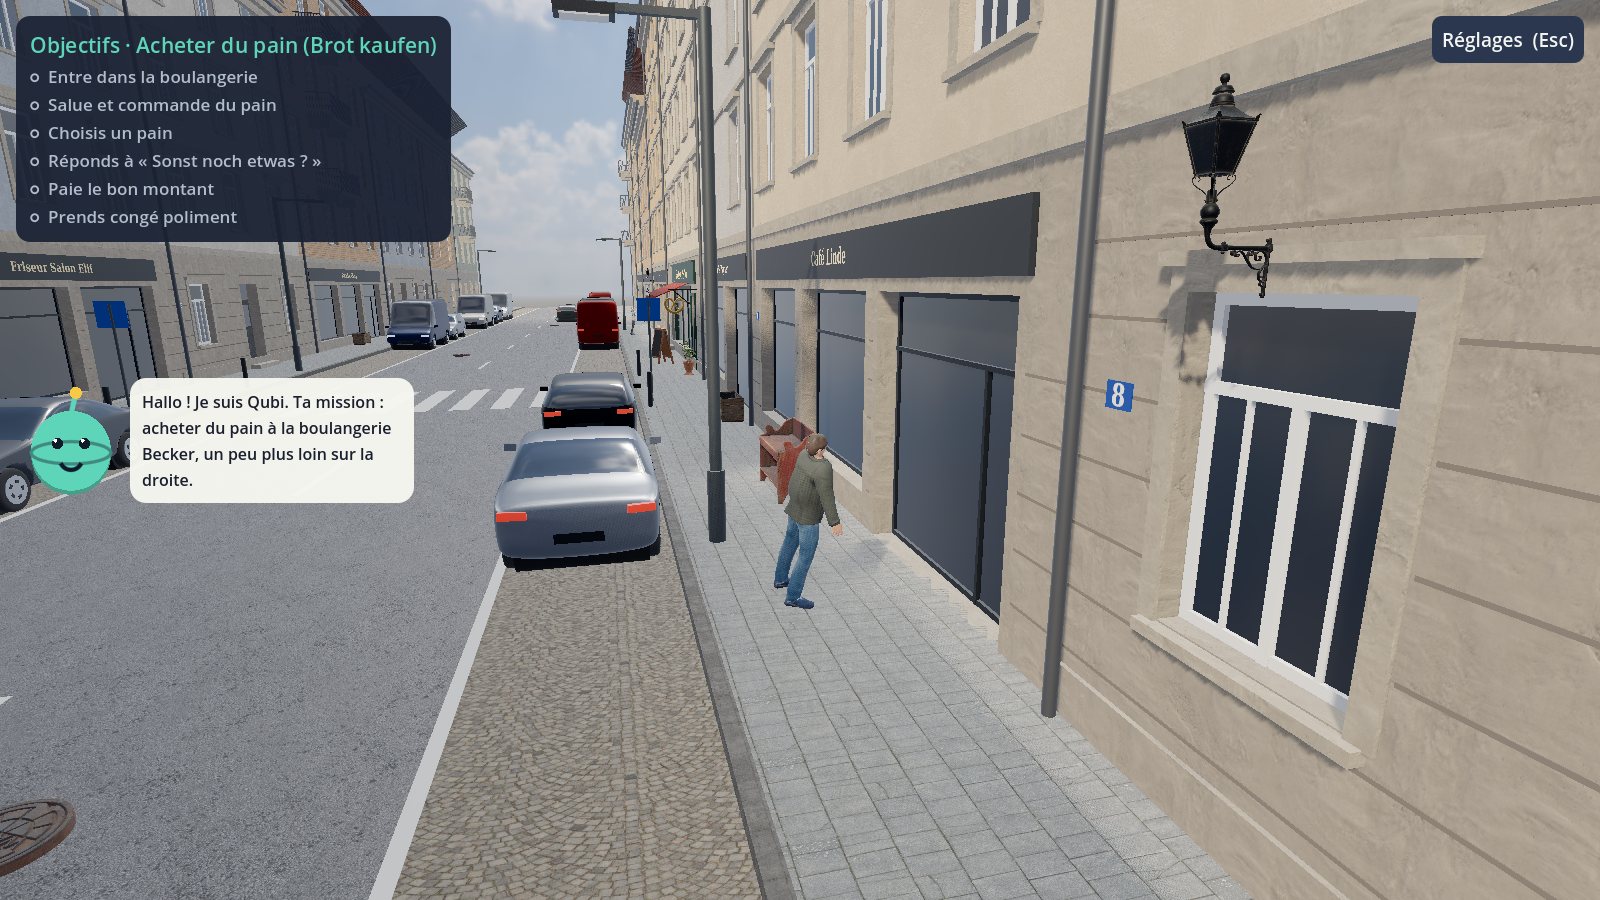 Objectifs · Acheter du pain (Brot kaufen)
Entre dans la boulangerie
Salue et commande du pain
Choisis un pain
Réponds à « Sonst noch etwas ? »
Paie le bon montant
Prends congé poliment
Réglages (Esc)
Friseur Salon Elif
Café Linde
8
Hallo ! Je suis Qubi. Ta mission :
acheter du pain à la boulangerie
Becker, un peu plus loin sur la
droite.